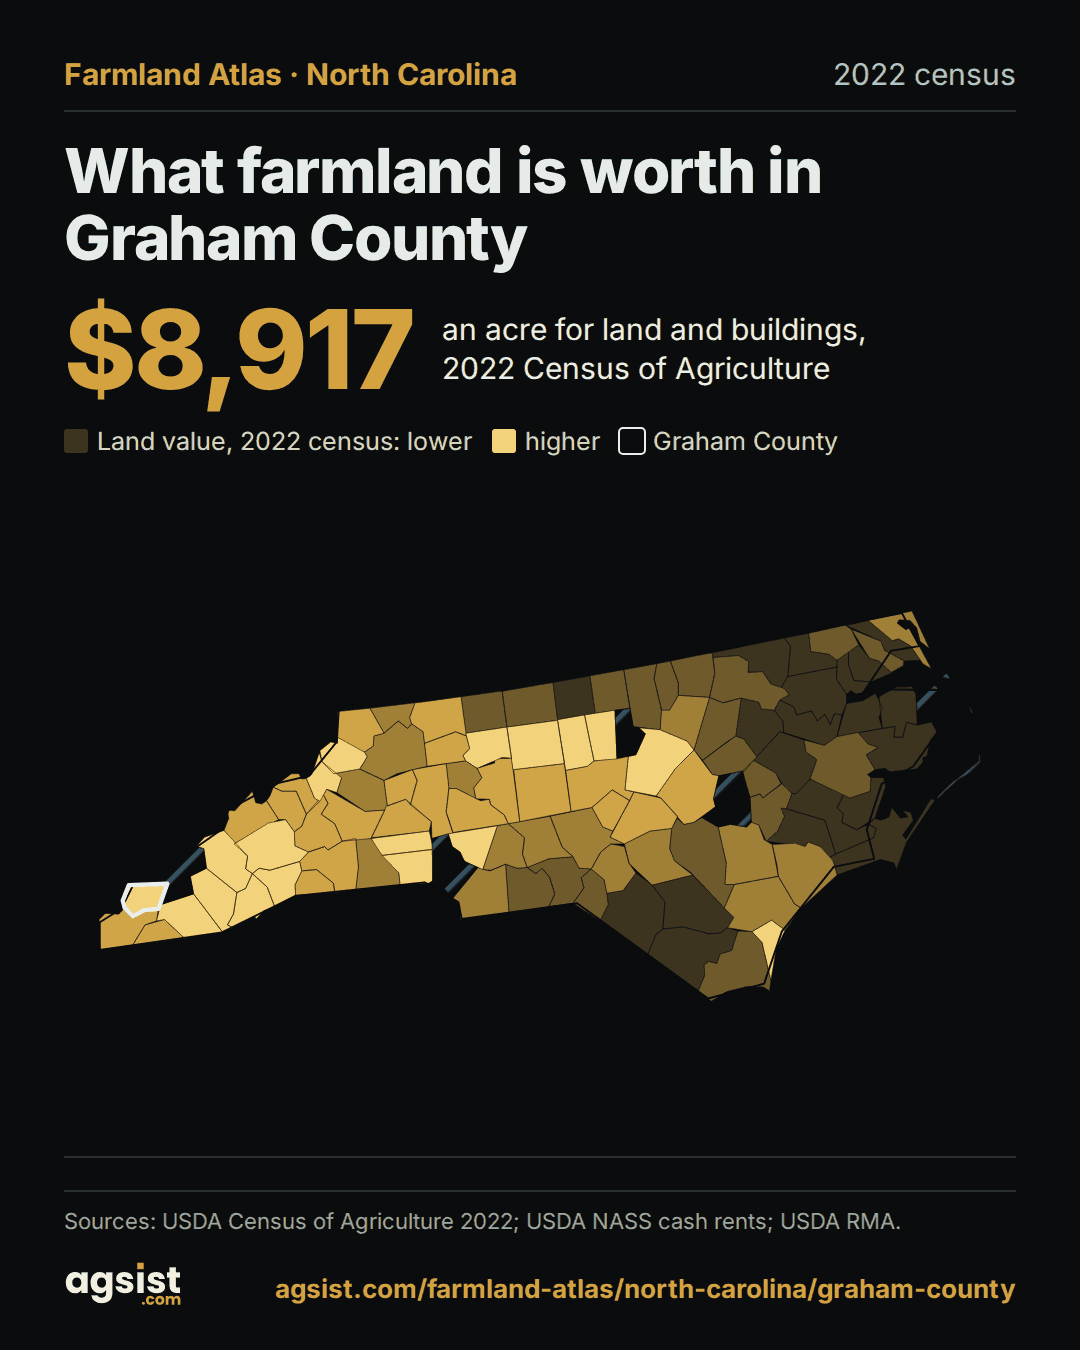 Farmland Atlas · North Carolina
2022 census
What farmland is worth in
Graham County
$8,917
an acre for land and buildings,
2022 Census of Agriculture
Land value, 2022 census: lower
higher
Graham County
Sources: USDA Census of Agriculture 2022; USDA NASS cash rents; USDA RMA.
agsist
.com
agsist.com/farmland-atlas/north-carolina/graham-county